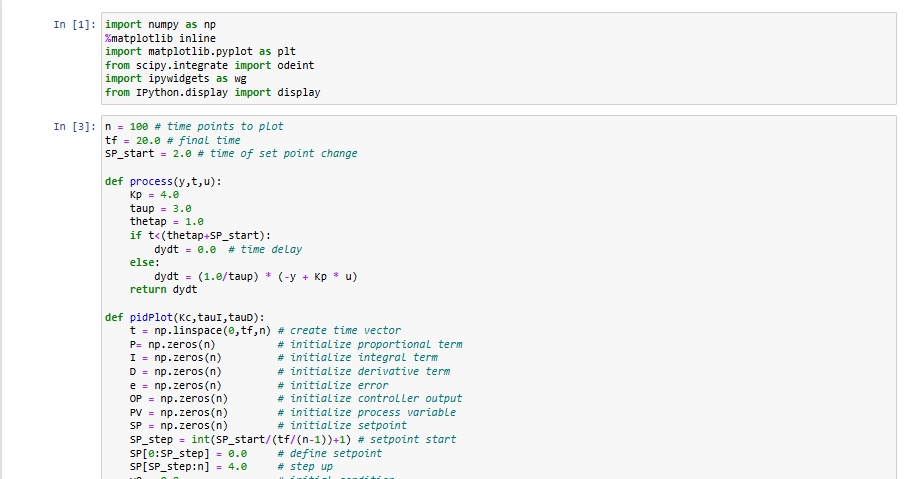 In [1]: import numpy as np
%matplotlib inline
import matplotlib.pyplot as plt
from scipy.integrate import odeint
import ipywidgets as wg
from IPython.display import display
In [3]: n = 100 # time points to plot
tf = 20.0 # final time
SP_start = 2.0 # time of set point change
def process(y,t,u):
    Kp = 4.0
    taup = 3.0
    thetap = 1.0
    if t<(thetap+SP_start):
        dydt = 0.0  # time delay
    else:
        dydt = (1.0/taup) * (-y + Kp * u)
    return dydt
def pidPlot(Kc,tauI,tauD):
    t = np.linspace(0,tf,n) # create time vector
    P= np.zeros(n)          # initialize proportional term
    I = np.zeros(n)         # initialize integral term
    D = np.zeros(n)         # initialize derivative term
    e = np.zeros(n)         # initialize error
    OP = np.zeros(n)        # initialize controller output
    PV = np.zeros(n)        # initialize process variable
    SP = np.zeros(n)        # initialize setpoint
    SP_step = int(SP_start/(tf/(n-1))+1) # setpoint start
    SP[0:SP_step] = 0.0     # define setpoint
    SP[SP_step:n] = 4.0     # step up